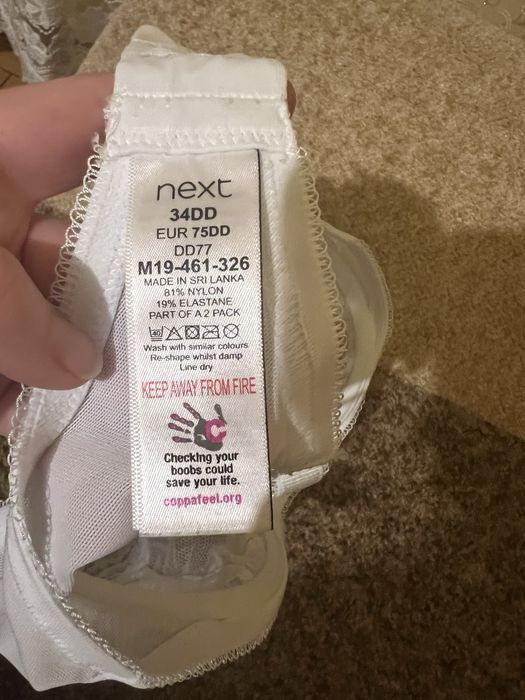 next
34DD
EUR 75DD
DD77
M19-461-326
MADE IN SRI LANKA
81% NYLON
19% ELASTANE
PART OF A 2 PACK
40
Wash with similar colours
Re-shape whilst damp
Line dry
KEEP AWAY FROM FIRE
C
Checking your
boobs could
save your life.
coppafeel.org